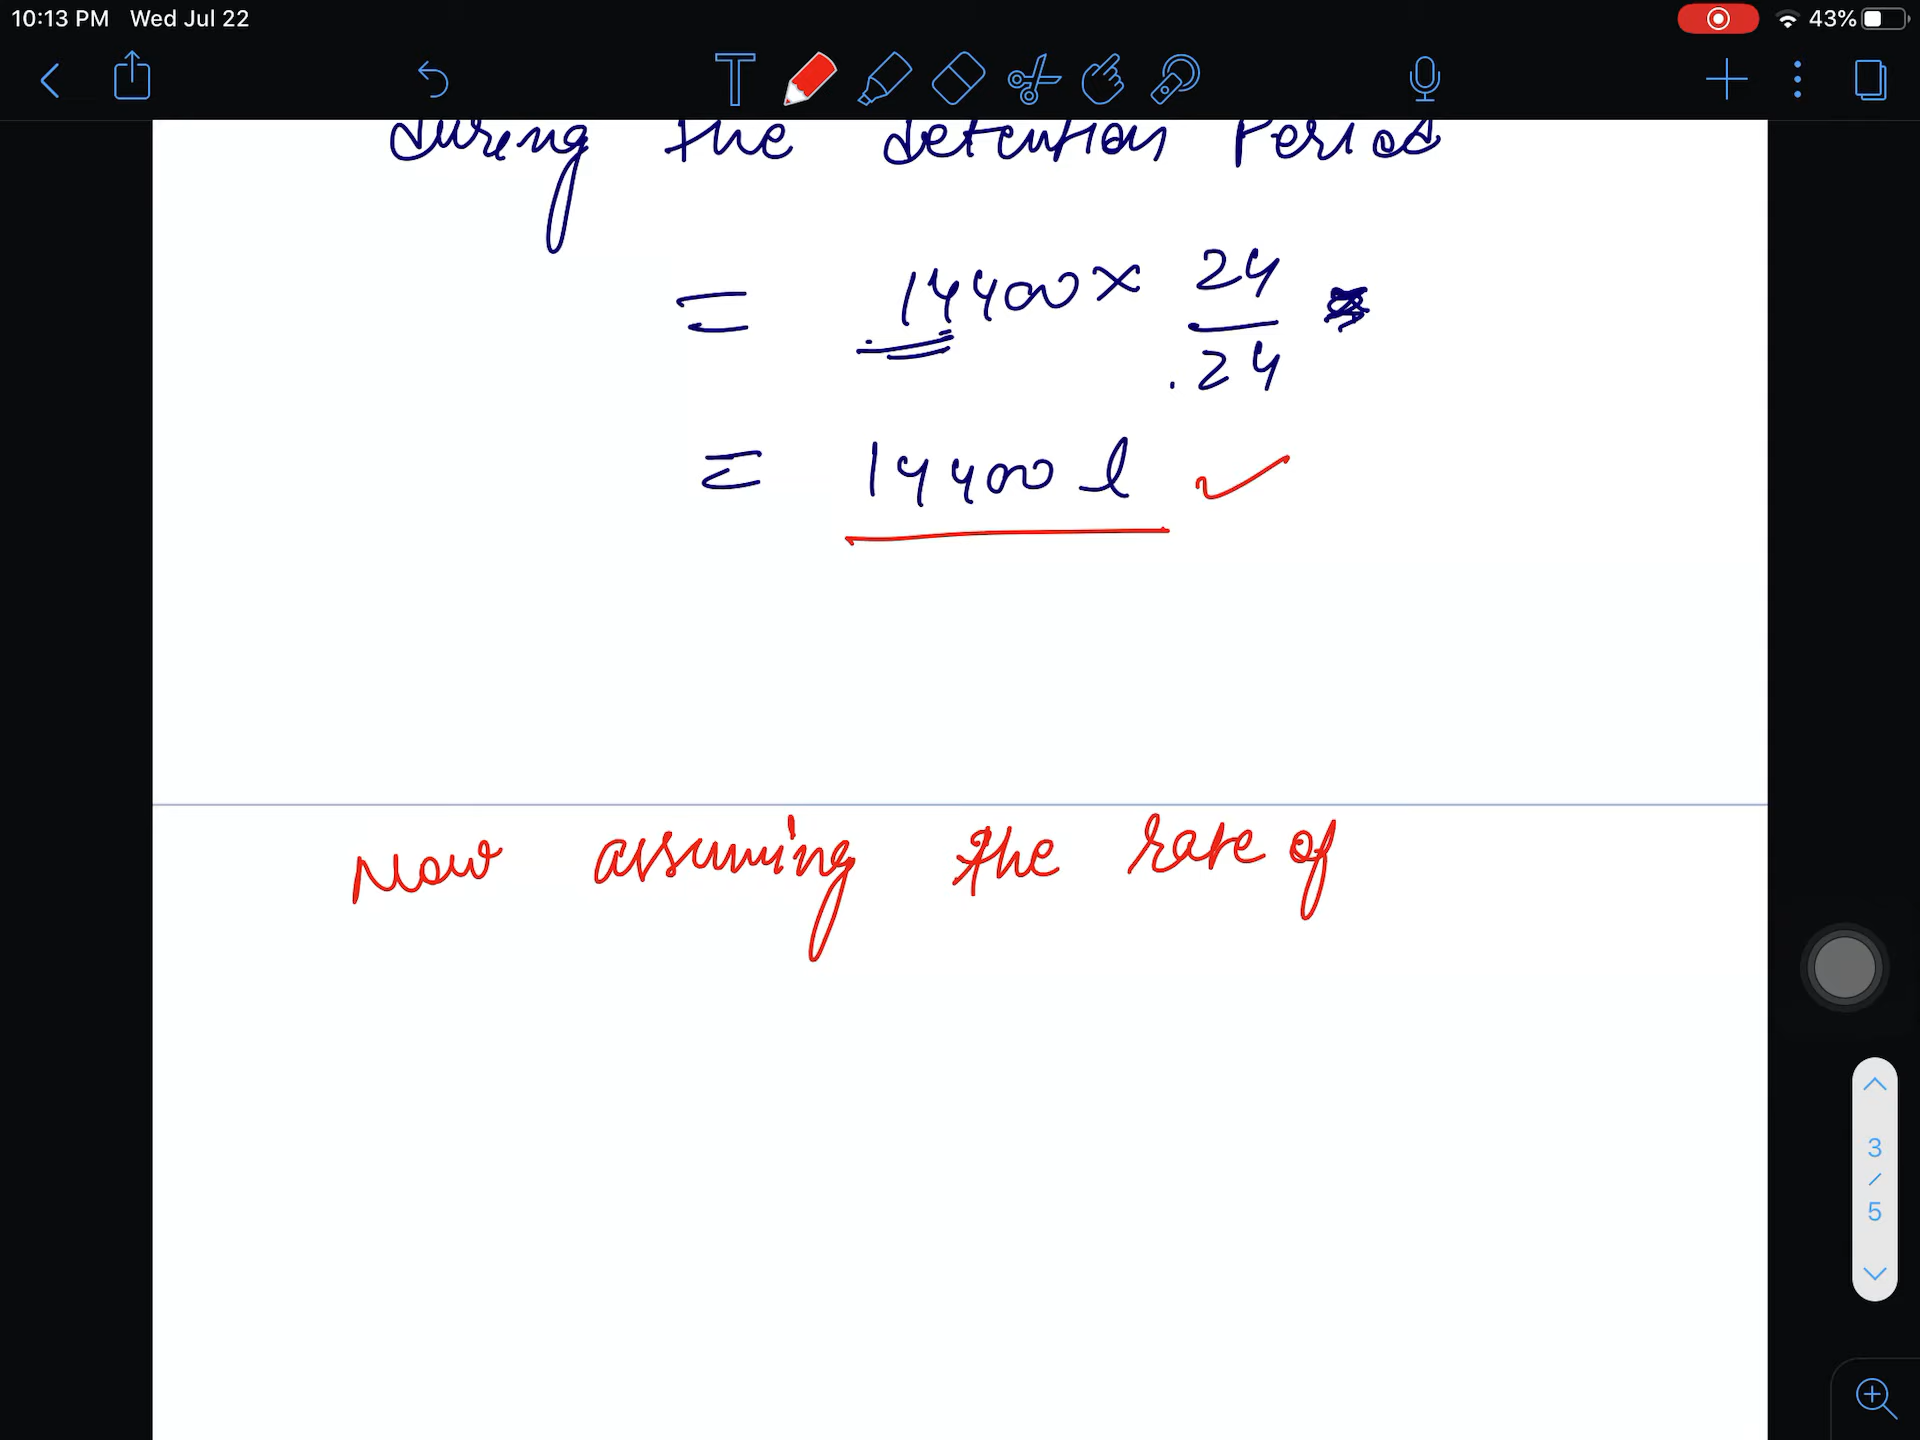 10:13 PM Wed Jul 22
43%
T
during the detention Period
= 14400 × 24
.24
= 14400 l ✓
Now assuming the rate of
3
/
5